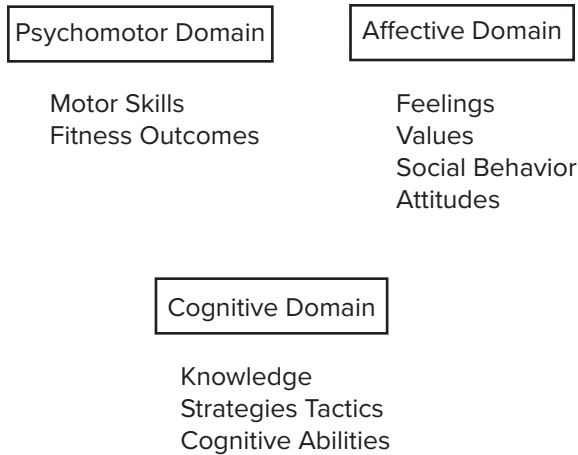 Psychomotor Domain
Motor Skills
Fitness Outcomes
Affective Domain
Feelings
Values
Social Behavior
Attitudes
Cognitive Domain
Knowledge
Strategies Tactics
Cognitive Abilities